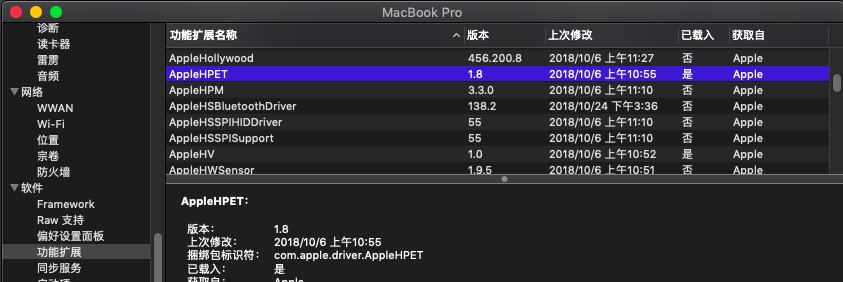 MacBook Pro
诊断
读卡器
雷雳
音频
网络
WWAN
Wi-Fi
位置
宗卷
防火墙
软件
Framework
Raw 支持
偏好设置面板
功能扩展
同步服务
启动项
功能扩展名称 版本 上次修改 已载入 获取自
AppleHollywood 456.200.8 2018/10/6 上午11:27 否 Apple
AppleHPET 1.8 2018/10/6 上午10:55 是 Apple
AppleHPM 3.3.0 2018/10/6 上午11:10 否 Apple
AppleHSBluetoothDriver 138.2 2018/10/24 下午3:36 否 Apple
AppleHSSPIHIDDriver 55 2018/10/6 上午11:10 否 Apple
AppleHSSPISupport 55 2018/10/6 上午11:10 否 Apple
AppleHV 1.0 2018/10/6 上午10:52 是 Apple
AppleHWSensor 1.9.5 2018/10/6 上午10:51 否 Apple
AppleHPET：
版本： 1.8
上次修改： 2018/10/6 上午10:55
捆绑包标识符： com.apple.driver.AppleHPET
已载入： 是
获取自： Apple